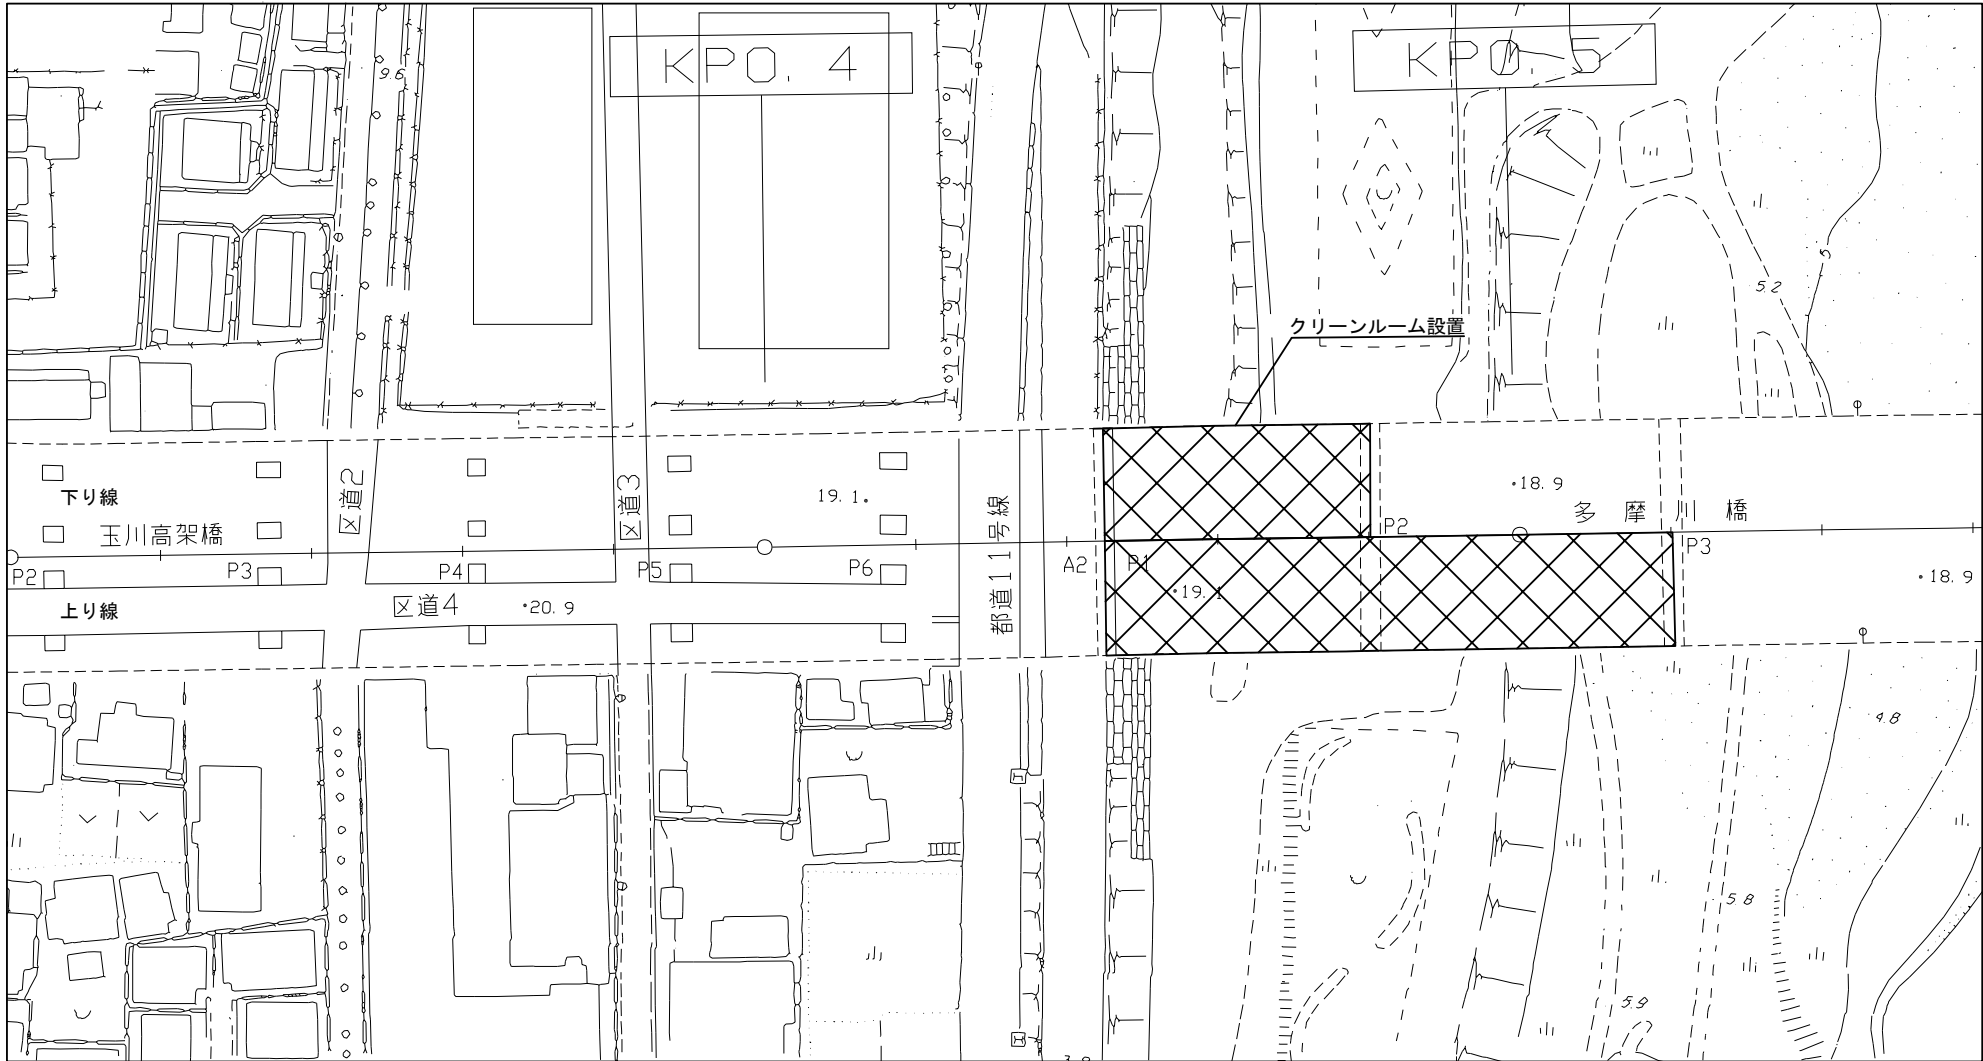 KP0. 4
KP0. 5
9.6
5
5.2
クリーンルーム設置
下り線
区道2
区道3
19. 1
都道11号線
18. 9
多摩川橋
玉川高架橋
P2
P3
P2
P3
P4
P5
P6
A2
P1
19. 1
18. 9
上り線
区道4
20. 9
4.8
5.8
5.9